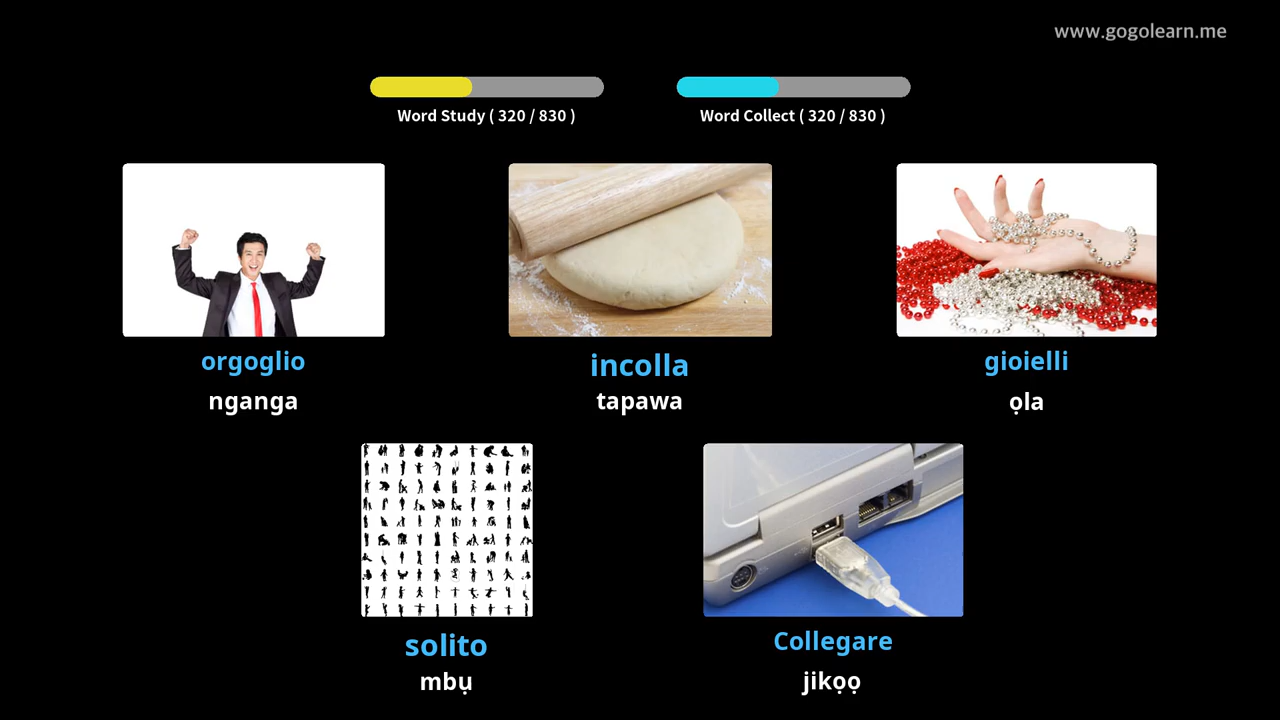 www.gogolearn.me
Word Study ( 320 / 830 )
Word Collect ( 320 / 830 )
orgoglio
nganga
incolla
tapawa
gioielli
ọla
solito
mbụ
Collegare
jikọọ